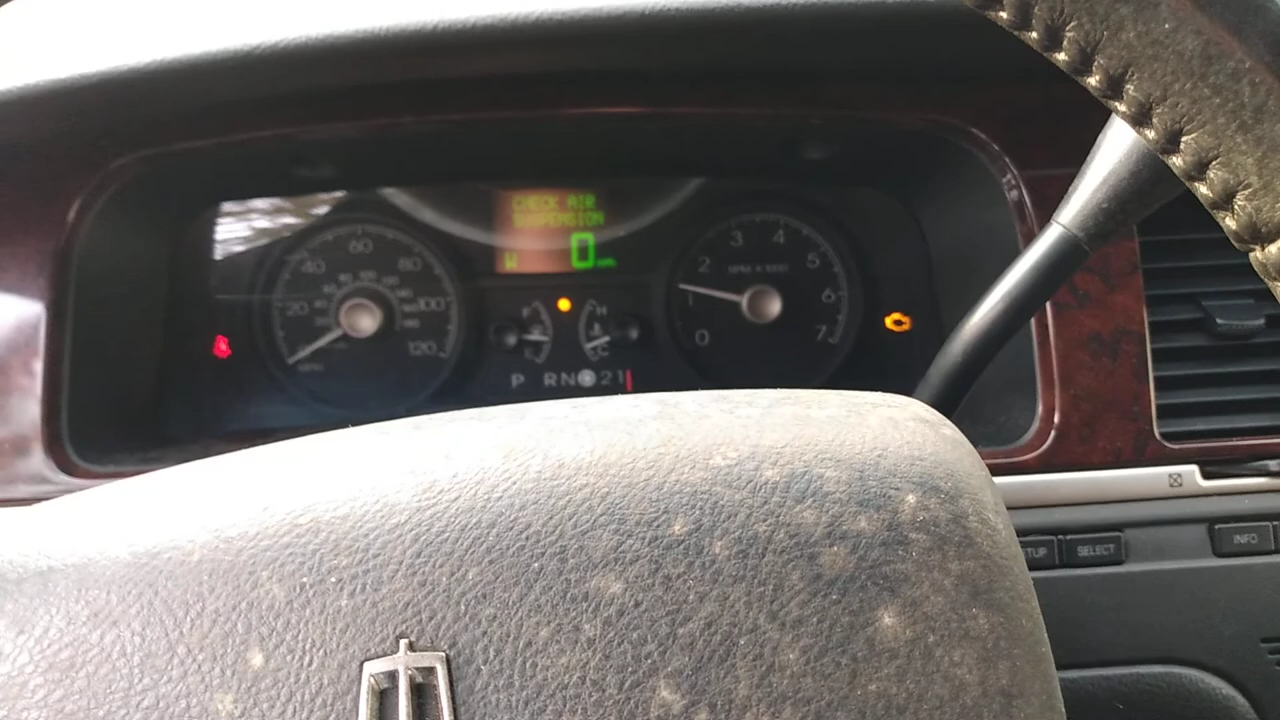 CHECK AIR
SUSPENSION
W 0
60
40 80
20 100
120
3 4
2 5
RPM X 1000
1 6
0 7
F H
E C
P R N 2 1
SELECT
INFO